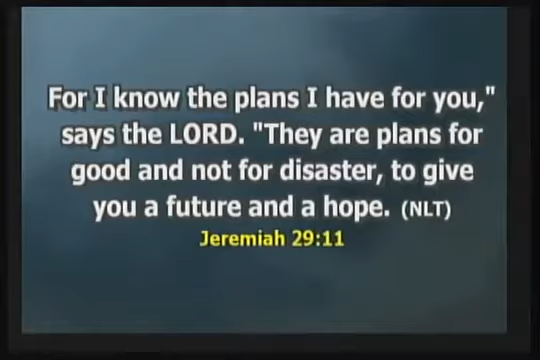 For I know the plans I have for you,"
says the LORD. "They are plans for
good and not for disaster, to give
you a future and a hope. (NLT)
Jeremiah 29:11